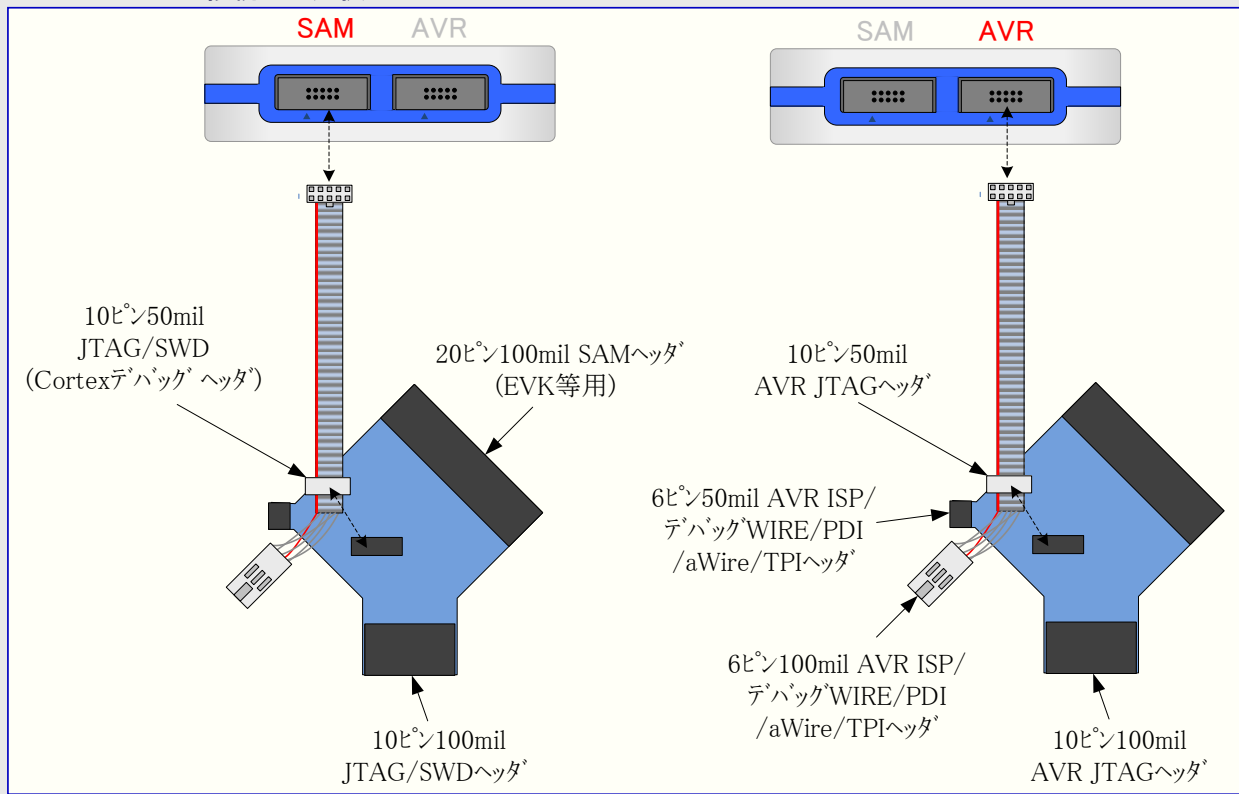 SAM AVR
10ﾋﾟﾝ50mil
JTAG/SWD
(Cortexﾃﾞﾊﾞｯｸﾞ ﾍｯﾀﾞ)
20ﾋﾟﾝ100mil SAMﾍｯﾀﾞ
(EVK等用)
10ﾋﾟﾝ100mil
JTAG/SWDﾍｯﾀﾞ
SAM AVR
10ﾋﾟﾝ50mil
AVR JTAGﾍｯﾀﾞ
6ﾋﾟﾝ50mil AVR ISP/
ﾃﾞﾊﾞｯｸﾞWIRE/PDI
/aWire/TPIﾍｯﾀﾞ
6ﾋﾟﾝ100mil AVR ISP/
ﾃﾞﾊﾞｯｸﾞWIRE/PDI
/aWire/TPIﾍｯﾀﾞ
10ﾋﾟﾝ100mil
AVR JTAGﾍｯﾀﾞ